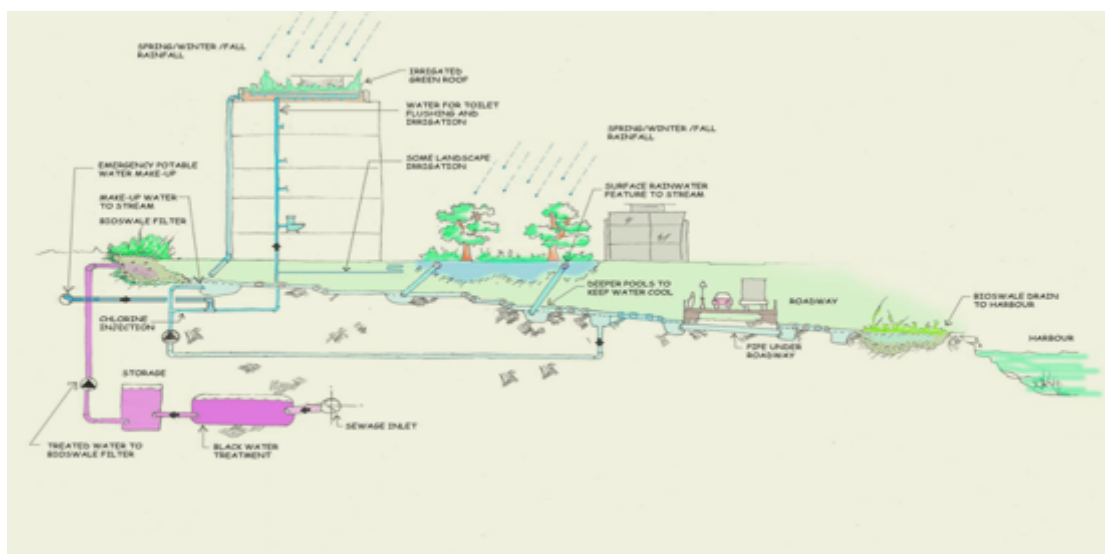 SPRING/WINTER /FALL
RAINFALL
IRRIGATED
GREEN ROOF
WATER FOR TOILET
FLUSHING AND
IRRIGATION
SPRING/WINTER /FALL
RAINFALL
EMERGENCY POTABLE
WATER MAKE-UP
SOME LANDSCAPE
IRRIGATION
MAKE-UP WATER
TO STREAM
SURFACE RAINWATER
FEATURE TO STREAM
BIOSWALE FILTER
DEEPER POOLS TO
KEEP WATER COOL
ROADWAY
BIOSWALE DRAIN
TO HARBOUR
CHLORINE
INJECTION
PIPE UNDER
ROADWAY
HARBOUR
STORAGE
SEWAGE INLET
TREATED WATER TO
BIOSWALE FILTER
BLACK WATER
TREATMENT